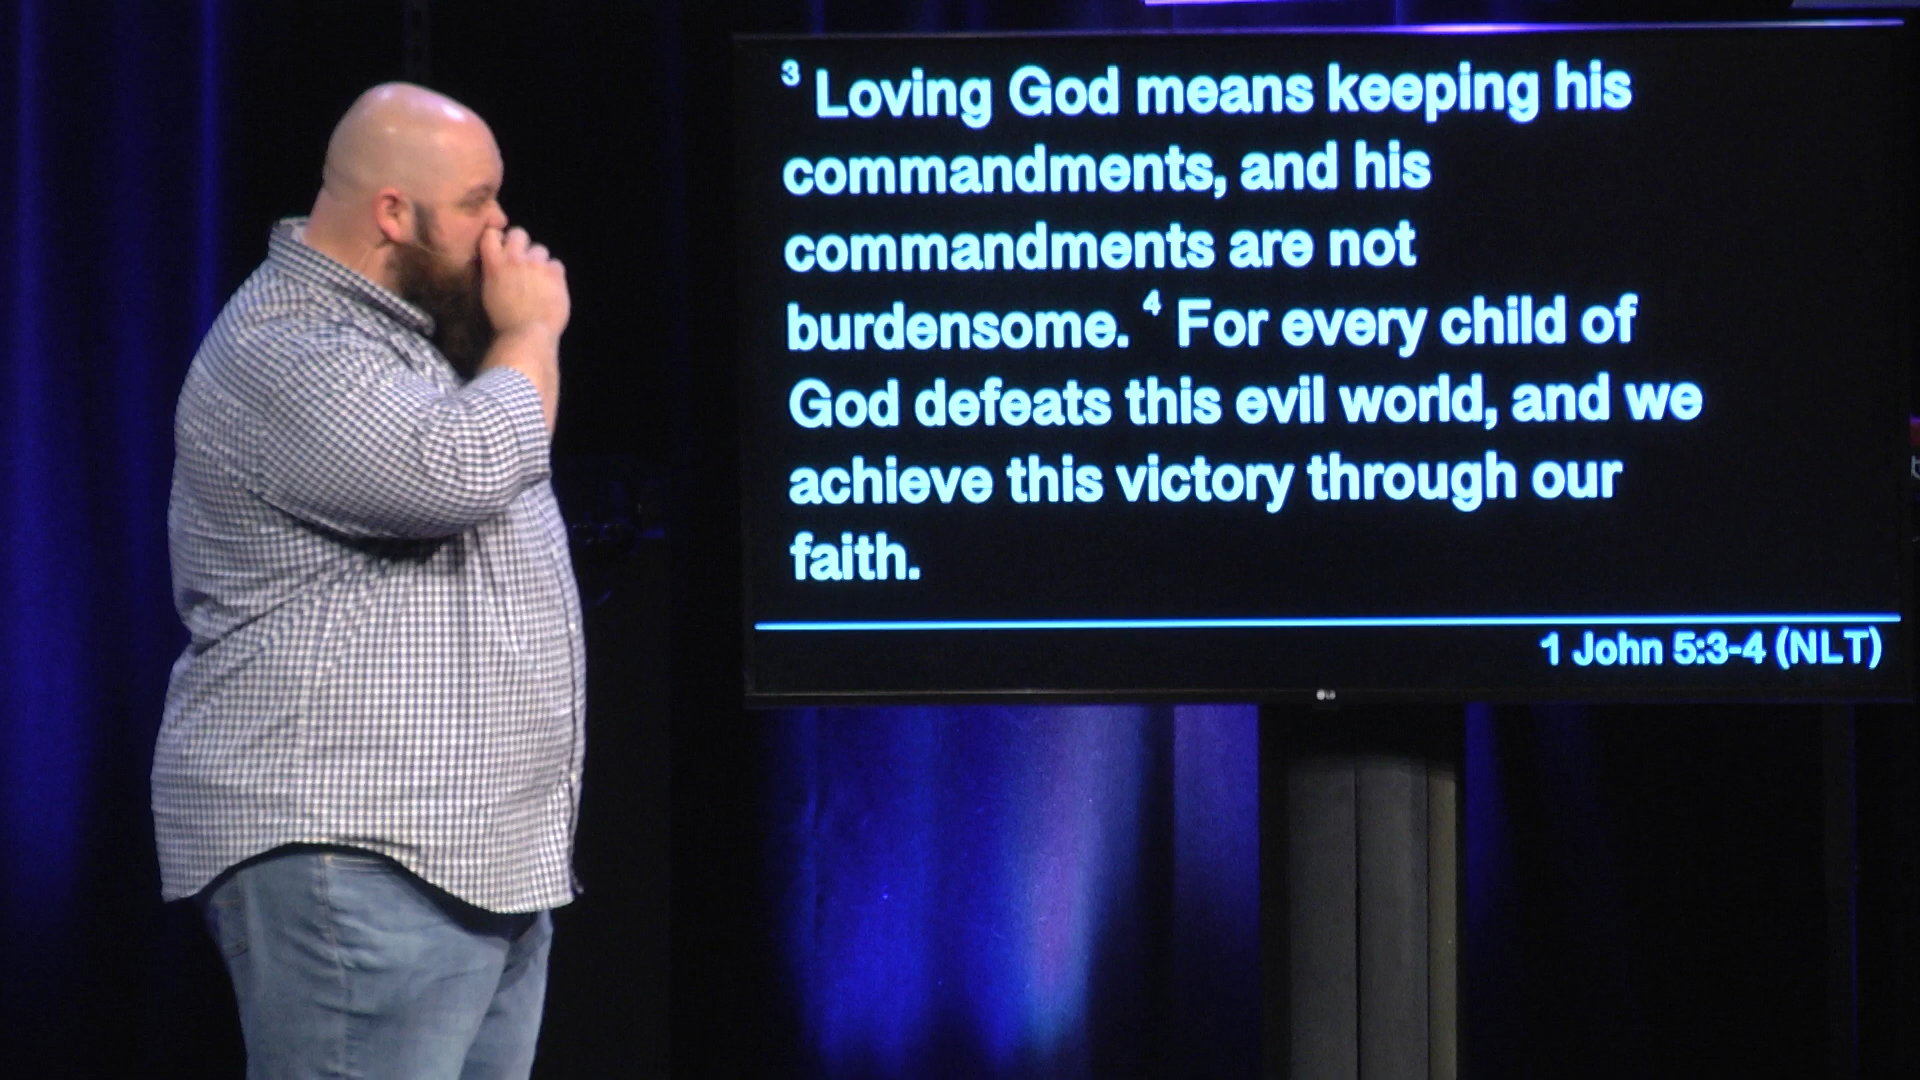 3 Loving God means keeping his
commandments, and his
commandments are not
burdensome. 4 For every child of
God defeats this evil world, and we
achieve this victory through our
faith.
1 John 5:3-4 (NLT)
LG